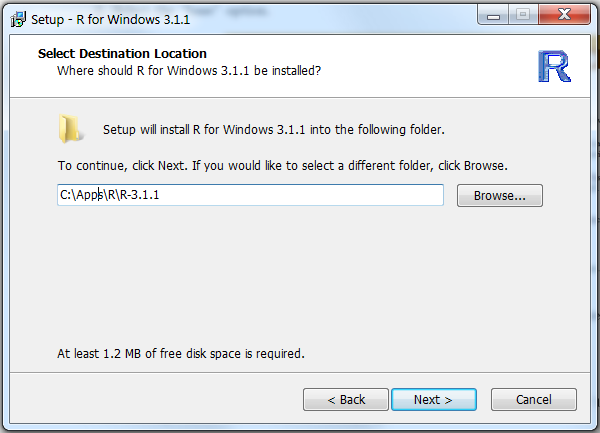 Setup - R for Windows 3.1.1
Select Destination Location
Where should R for Windows 3.1.1 be installed?
R
Setup will install R for Windows 3.1.1 into the following folder.
To continue, click Next. If you would like to select a different folder, click Browse.
C:\Apps\R\R-3.1.1
Browse...
At least 1.2 MB of free disk space is required.
< Back
Next >
Cancel